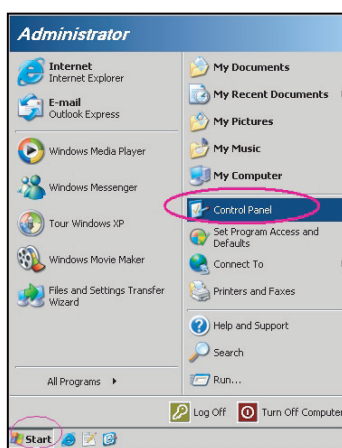 Administrator
Internet
Internet Explorer
E-mail
Outlook Express
Windows Media Player
Windows Messenger
Tour Windows XP
Windows Movie Maker
Files and Settings Transfer
Wizard
All Programs
My Documents
My Recent Documents
My Pictures
My Music
My Computer
Control Panel
Set Program Access and
Defaults
Connect To
Printers and Faxes
Help and Support
Search
Run...
Log Off
Turn Off Computer
Start